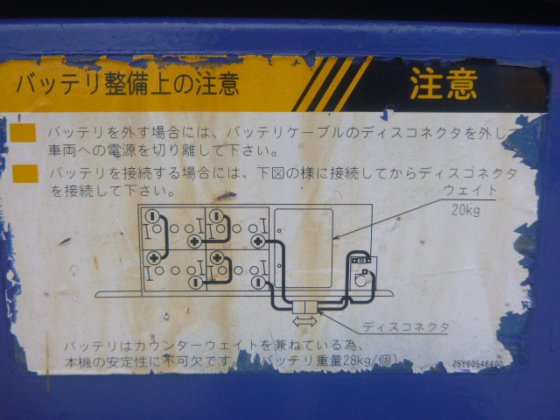 バッテリ整備上の注意
注意
バッテリを外す場合には、バッテリケーブルのディスコネクタを外し
車両への電源を切り離して下さい。
バッテリを接続する場合には、下図の様に接続してからディスコネクタ
を接続して下さい。
ウェイト
20kg
ディスコネクタ
バッテリはカウンターウェイトを兼ねている為、
本機の安定性に不可欠です。 バッテリ重量28kg/個)